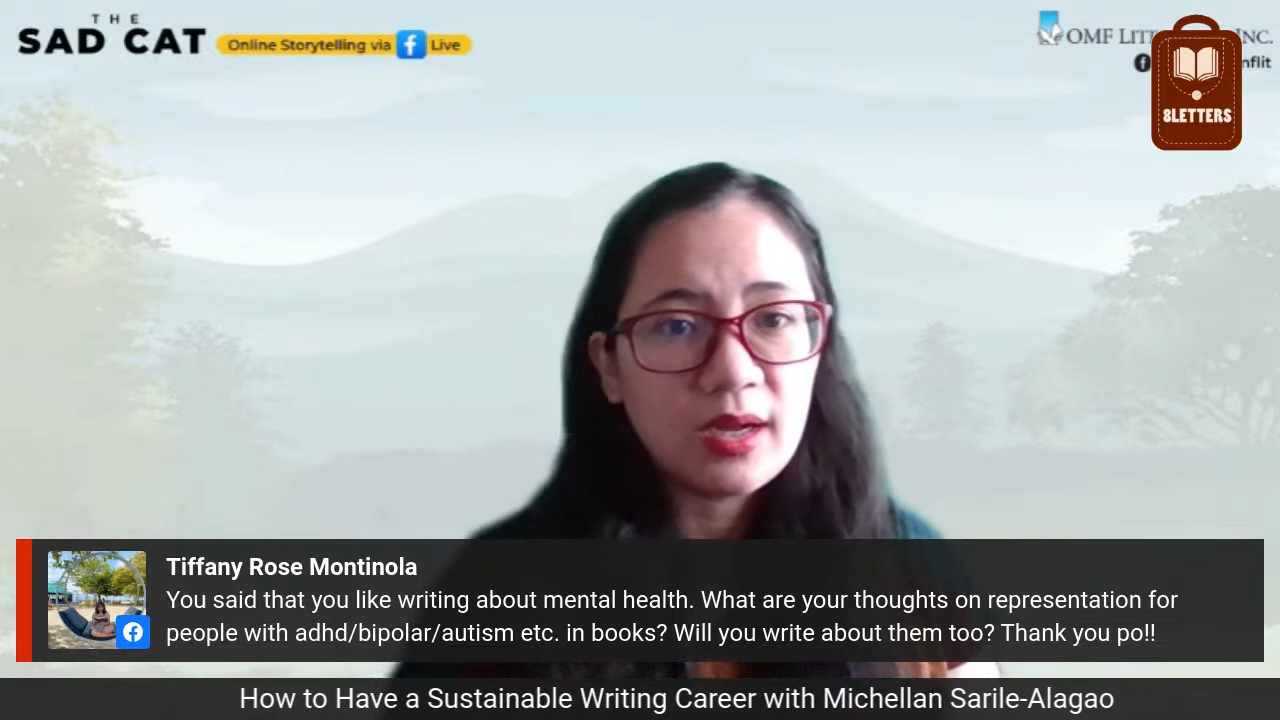 THE
SAD CAT
Online Storytelling via f Live
OMF LIT INC.
nflit
8LETTERS
Tiffany Rose Montinola
You said that you like writing about mental health. What are your thoughts on representation for
people with adhd/bipolar/autism etc. in books? Will you write about them too? Thank you po!!
How to Have a Sustainable Writing Career with Michellan Sarile-Alagao